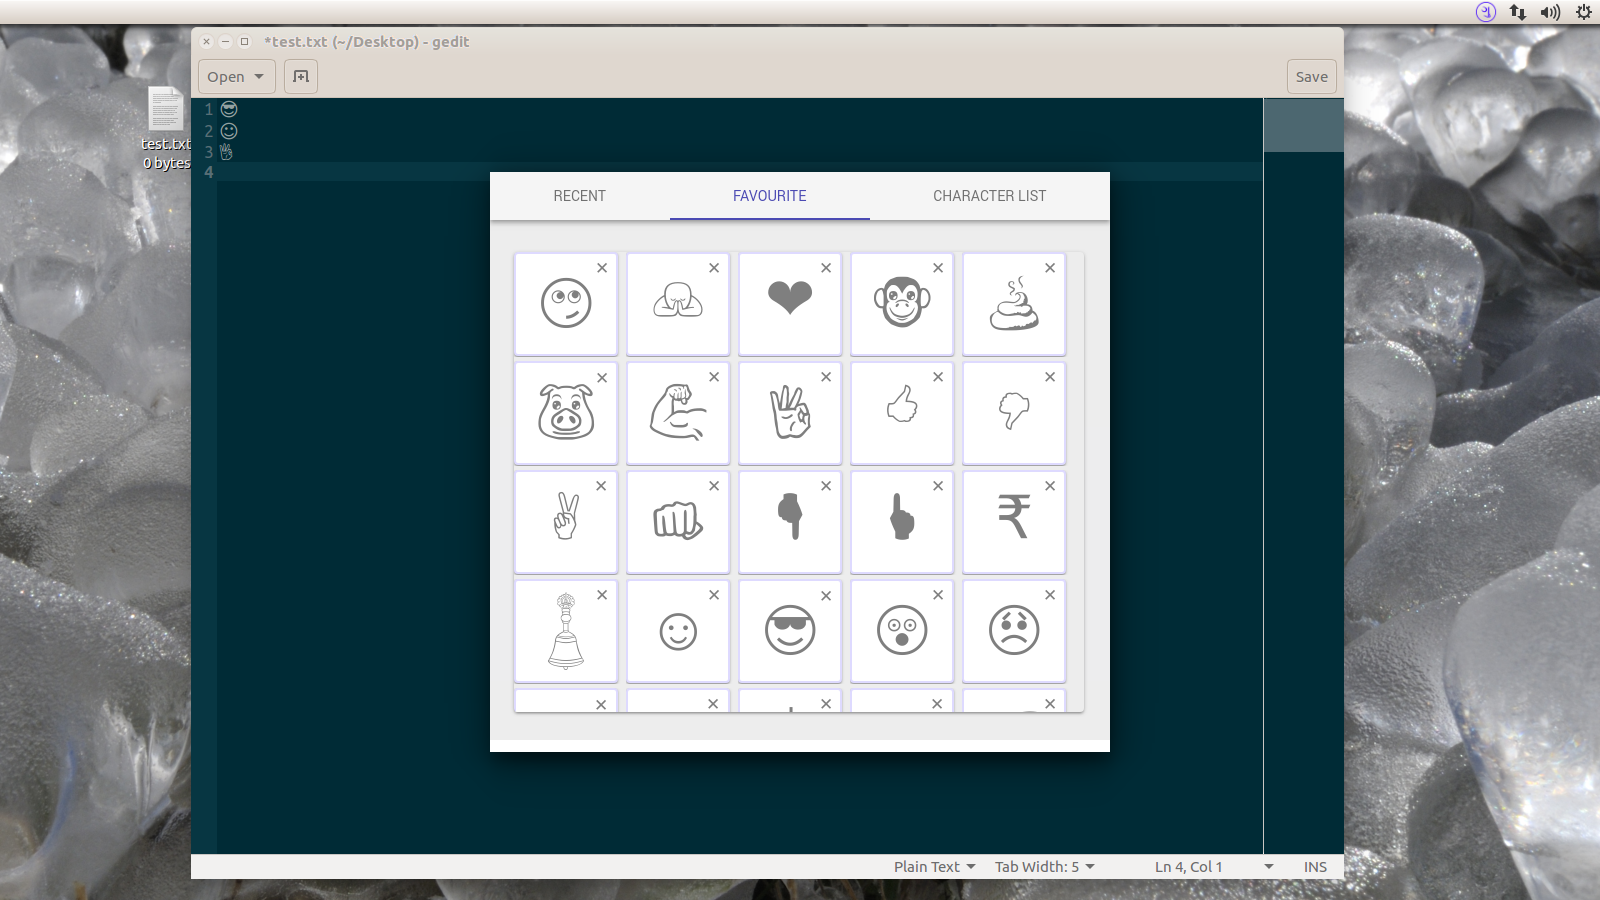 *test.txt (~/Desktop) - gedit
Open
Save
test.txt
0 bytes
1 😎
2 🙂
3 👌
4
RECENT FAVOURITE CHARACTER LIST
₹
Plain Text Tab Width: 5 Ln 4, Col 1 INS